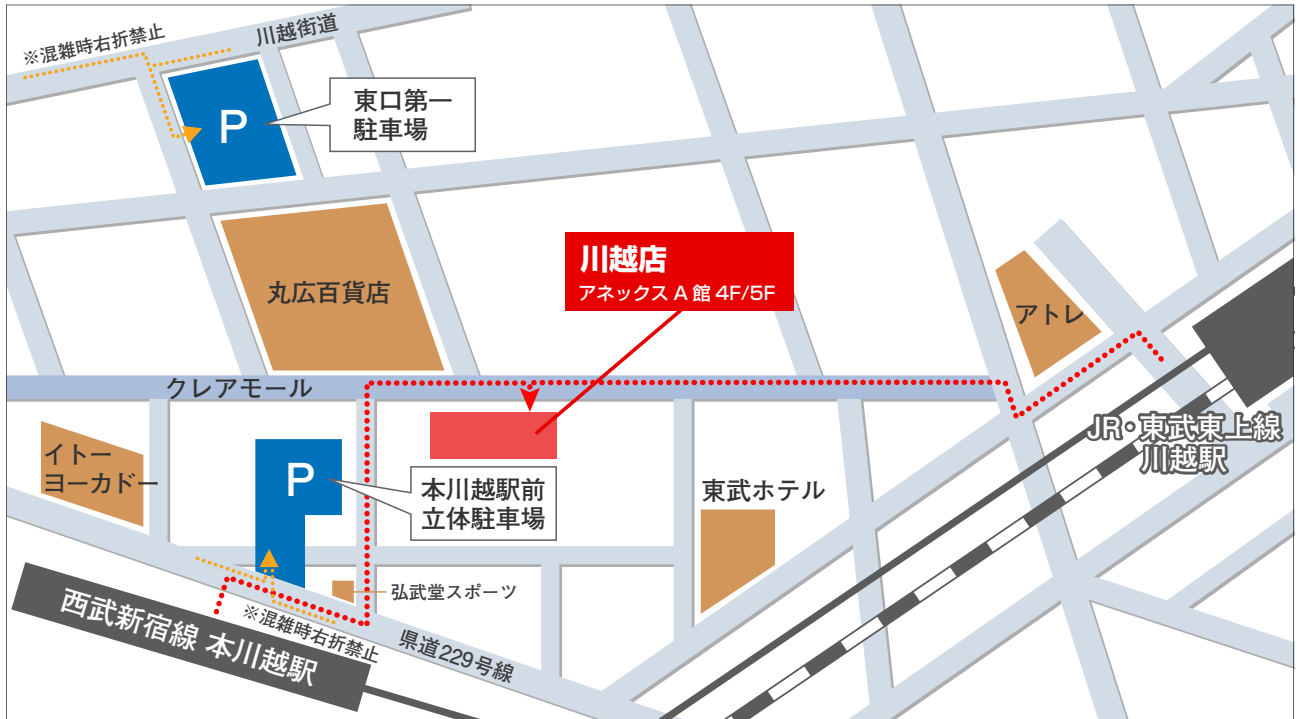 ※混雑時右折禁止
川越街道
P
東口第一
駐車場
川越店
アネックス A 館 4F/5F
丸広百貨店
アトレ
クレアモール
JR・東武東上線
川越駅
イトー
ヨーカドー
P
本川越駅前
立体駐車場
東武ホテル
弘武堂スポーツ
西武新宿線 本川越駅
※混雑時右折禁止
県道229号線